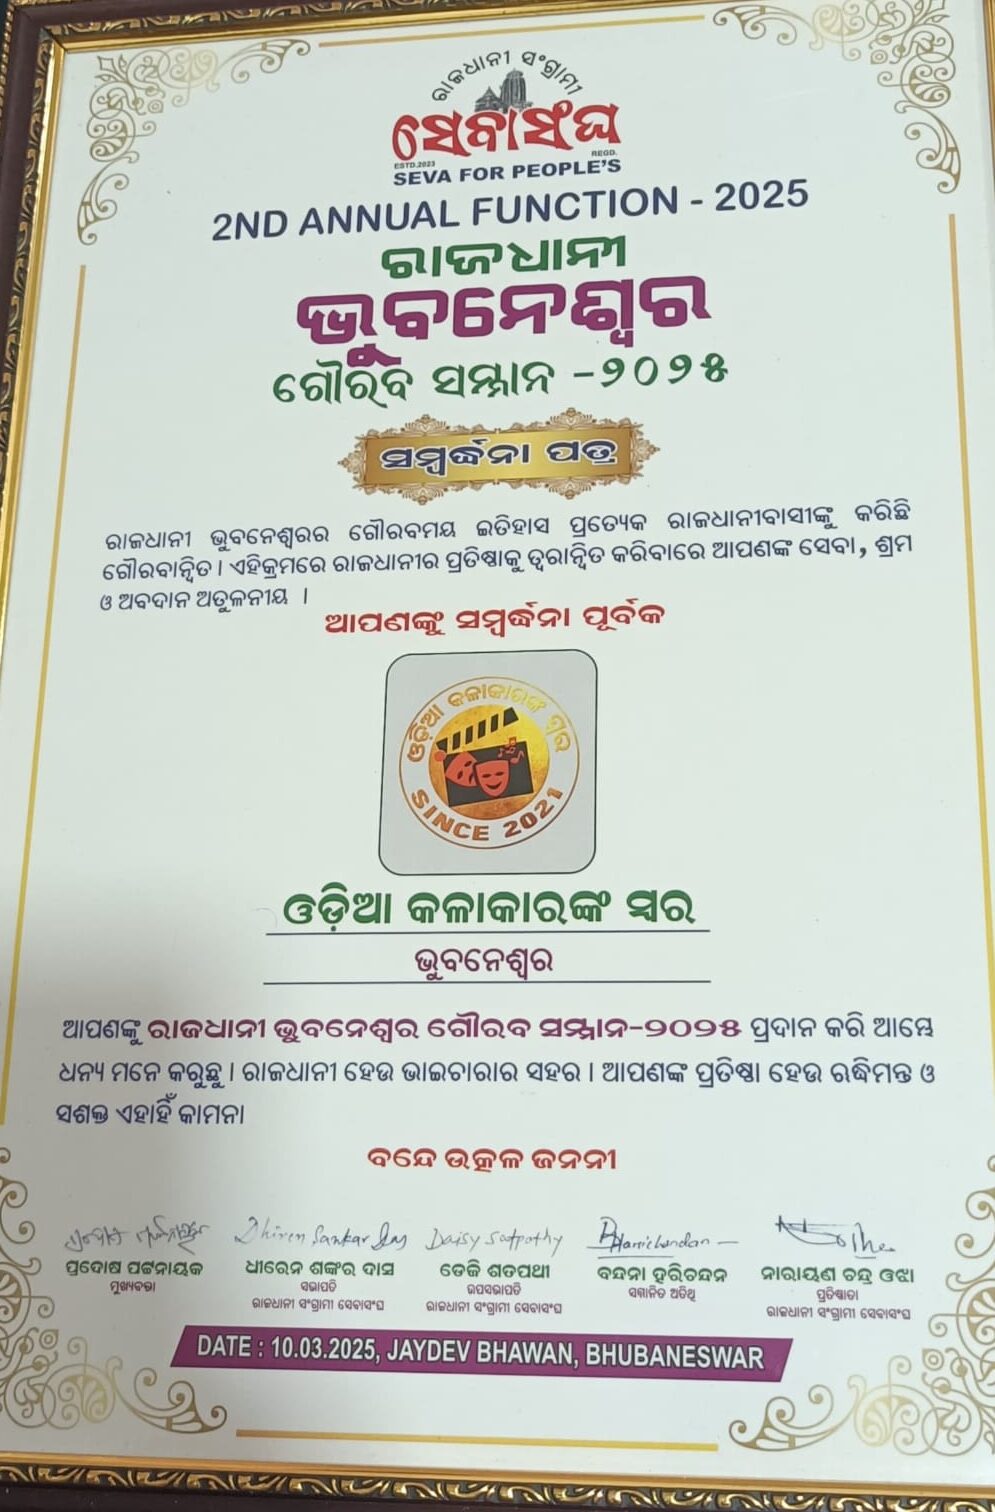 ରାଜଧାନୀ ସଂଗ୍ରାମୀ
ସେବାସଂଘ
ESTD.2023 REGD.
SEVA FOR PEOPLE'S
2ND ANNUAL FUNCTION - 2025
ରାଜଧାନୀ
ଭୁବନେଶ୍ୱର
ଗୌରବ ସମ୍ମାନ -୨୦୨୫
ସମ୍ବର୍ଦ୍ଧନା ପତ୍ର
ରାଜଧାନୀ ଭୁବନେଶ୍ୱରର ଗୌରବମୟ ଇତିହାସ ପ୍ରତ୍ୟେକ ରାଜଧାନୀବାସୀଙ୍କୁ କରିଛି
ଗୌରବାନ୍ୱିତ । ଏହିକ୍ରମରେ ରାଜଧାନୀର ପ୍ରତିଷ୍ଠାକୁ ତ୍ୱରାନ୍ୱିତ କରିବାରେ ଆପଣଙ୍କ ସେବା, ଶ୍ରମ
ଓ ଅବଦାନ ଅତୁଳନୀୟ ।
ଆପଣଙ୍କୁ ସମ୍ବର୍ଦ୍ଧନା ପୂର୍ବକ
ଓଡ଼ିଆ କଳାକାରଙ୍କ ସ୍ୱର
SINCE 2021
ଓଡ଼ିଆ କଳାକାରଙ୍କ ସ୍ୱର
ଭୁବନେଶ୍ୱର
ଆପଣଙ୍କୁ ରାଜଧାନୀ ଭୁବନେଶ୍ୱର ଗୌରବ ସମ୍ମାନ-୨୦୨୫ ପ୍ରଦାନ କରି ଆମ୍ଭେ
ଧନ୍ୟ ମନେ କରୁଛୁ । ରାଜଧାନୀ ହେଉ ଭାଇଚାରାର ସହର । ଆପଣଙ୍କ ପ୍ରତିଷ୍ଠା ହେଉ ଋଦ୍ଧିମନ୍ତ ଓ
ସଶକ୍ତ ଏହାହିଁ କାମନା
ବନ୍ଦେ ଉତ୍କଳ ଜନନୀ
Dhiren Sankar Das Daisy Satpathy
ପ୍ରଦୋଷ ପଟ୍ଟନାୟକ ଧୀରେନ ଶଙ୍କର ଦାସ ଡେଜି ଶତପଥୀ ବନ୍ଦନା ହରିଚନ୍ଦନ ନାରାୟଣ ଚନ୍ଦ୍ର ଓଝା
ମୁଖ୍ୟବକ୍ତା ସଭାପତି ଉପସଭାପତି ସମ୍ମାନିତ ଅତିଥି ପ୍ରତିଷ୍ଠାତା
ରାଜଧାନୀ ସଂଗ୍ରାମୀ ସେବାସଂଘ ରାଜଧାନୀ ସଂଗ୍ରାମୀ ସେବାସଂଘ ରାଜଧାନୀ ସଂଗ୍ରାମୀ ସେବାସଂଘ
DATE : 10.03.2025, JAYDEV BHAWAN, BHUBANESWAR